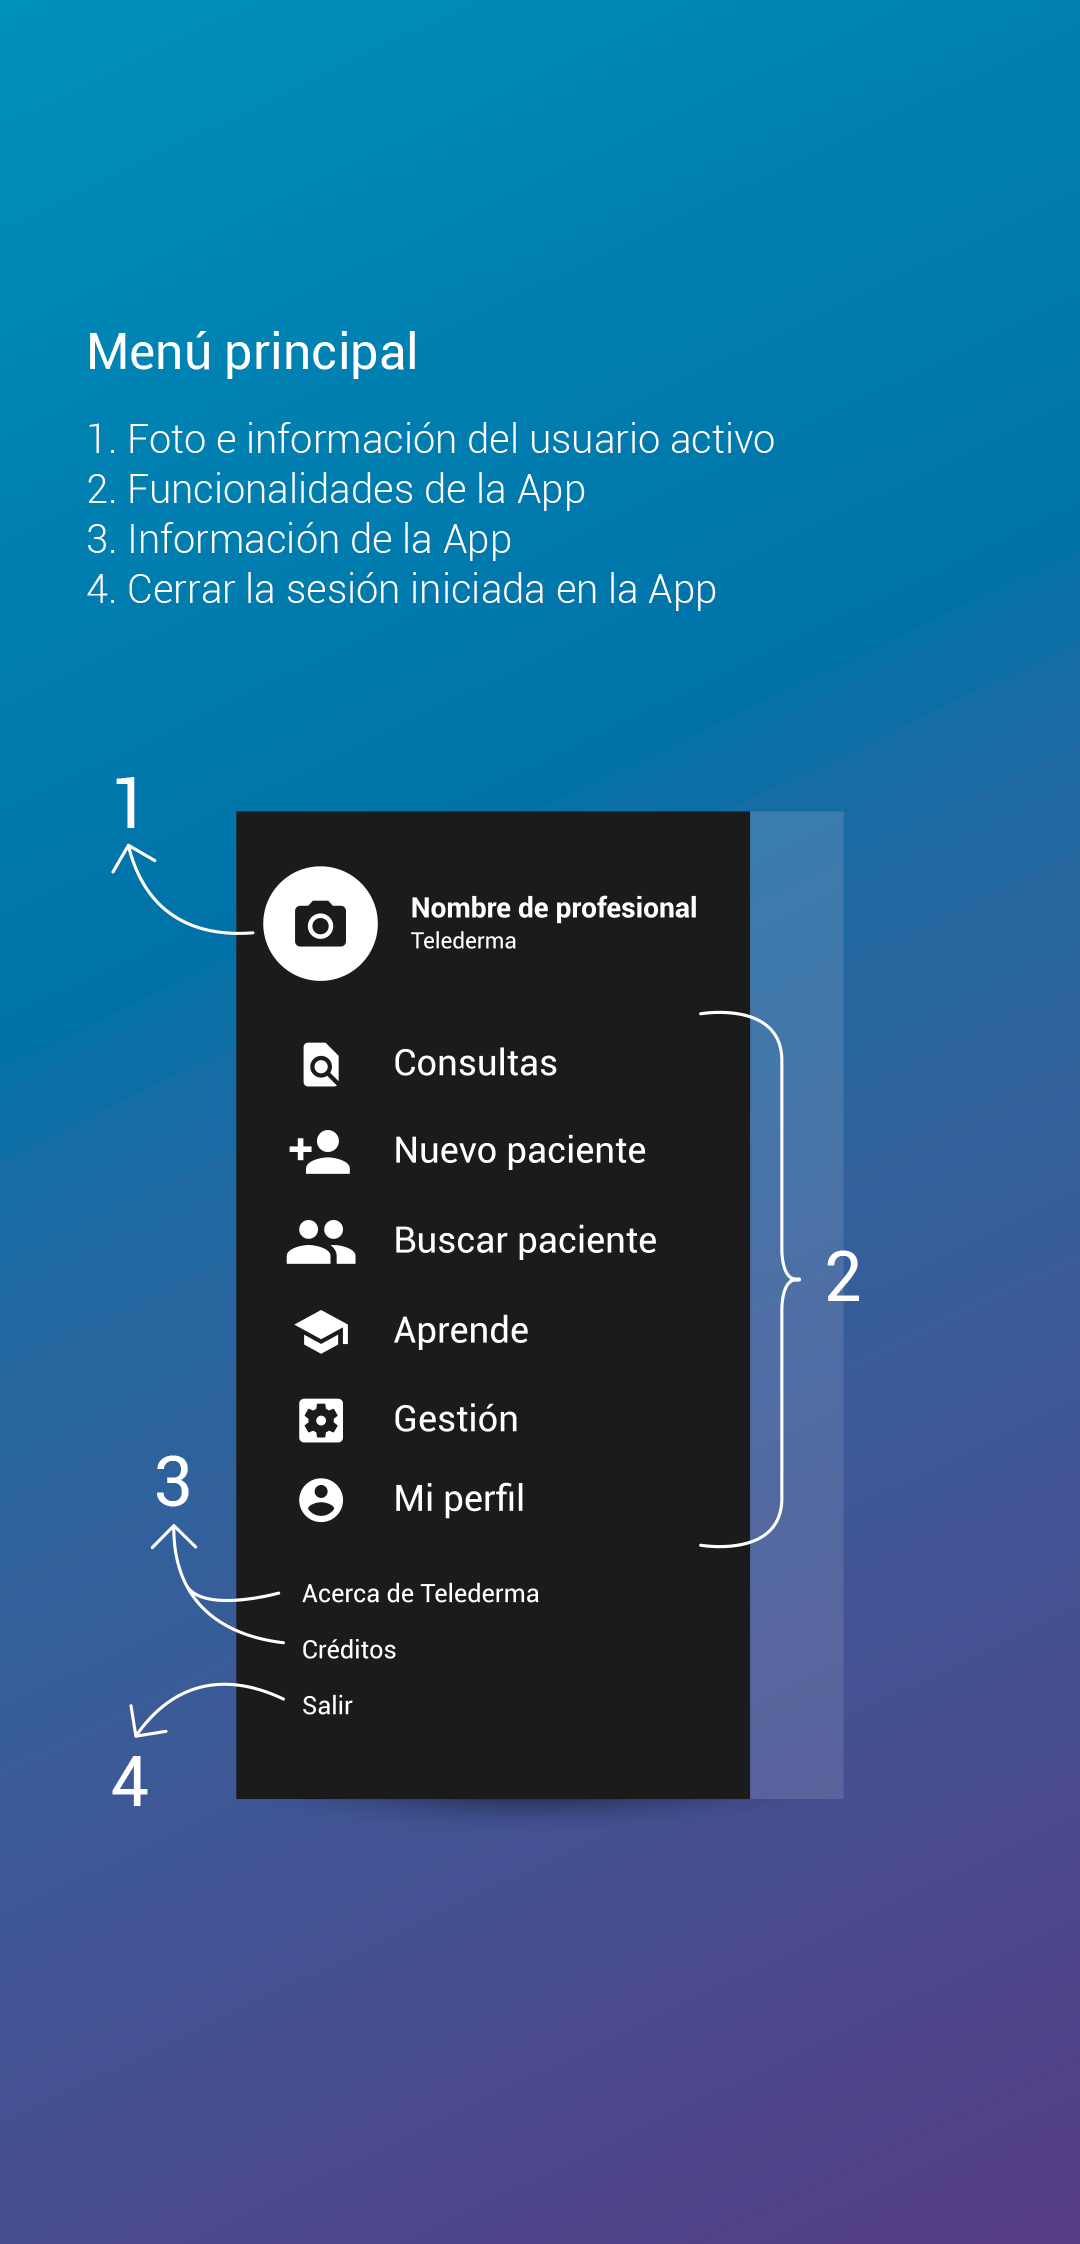 Menú principal
1. Foto e información del usuario activo
2. Funcionalidades de la App
3. Información de la App
4. Cerrar la sesión iniciada en la App
1
Nombre de profesional
Telederma
Consultas
Nuevo paciente
Buscar paciente
2
Aprende
Gestión
3
Mi perfil
Acerca de Telederma
Créditos
Salir
4